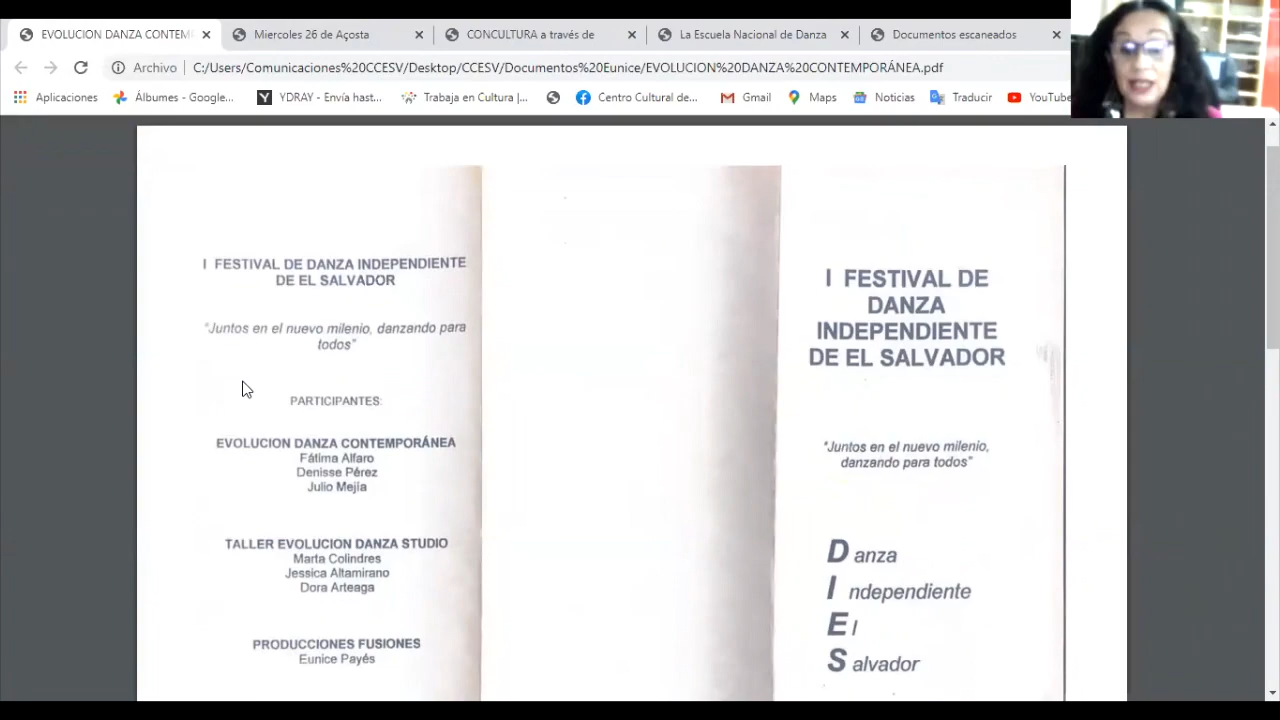 EVOLUCION DANZA CONTEM
Miercoles 26 de Agosta
CONCULTURA a través de
La Escuela Nacional de Danza
Documentos escaneados
Archivo
C:/Users/Comunicaciones%20CCESV/Desktop/CCESV/Documentos%20Eunice/EVOLUCION%20DANZA%20CONTEMPORÁNEA.pdf
Aplicaciones
Álbumes - Google...
YDRAY - Envía hast...
Trabaja en Cultura |...
Centro Cultural de...
Gmail
Maps
Noticias
Traducir
YouTube
I FESTIVAL DE DANZA INDEPENDIENTE
DE EL SALVADOR
"Juntos en el nuevo milenio, danzando para
todos"
PARTICIPANTES:
EVOLUCION DANZA CONTEMPORÁNEA
Fátima Alfaro
Denisse Pérez
Julio Mejía
TALLER EVOLUCION DANZA STUDIO
Marta Colindres
Jessica Altamirano
Dora Arteaga
PRODUCCIONES FUSIONES
Eunice Payés
I FESTIVAL DE
DANZA
INDEPENDIENTE
DE EL SALVADOR
"Juntos en el nuevo milenio,
danzando para todos"
Danza
Independiente
El
Salvador